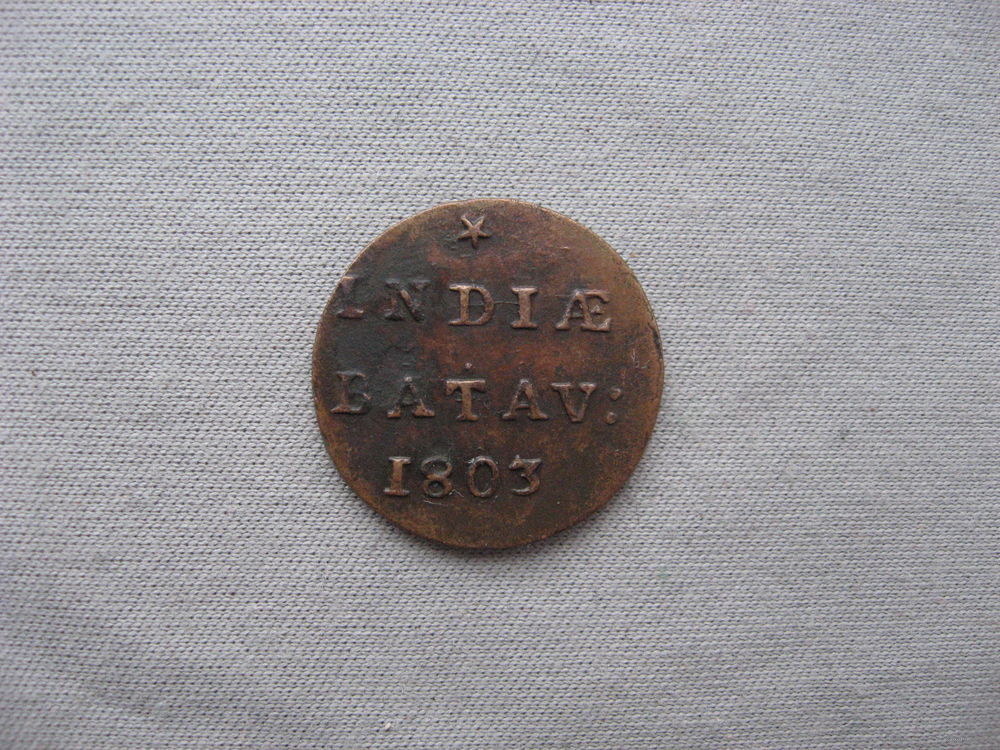 INDIÆ
BATAV:
1803